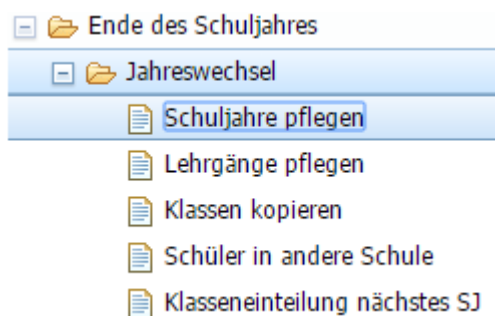 Ende des Schuljahres
Jahreswechsel
Schuljahre pflegen
Lehrgänge pflegen
Klassen kopieren
Schüler in andere Schule
Klasseneinteilung nächstes SJ